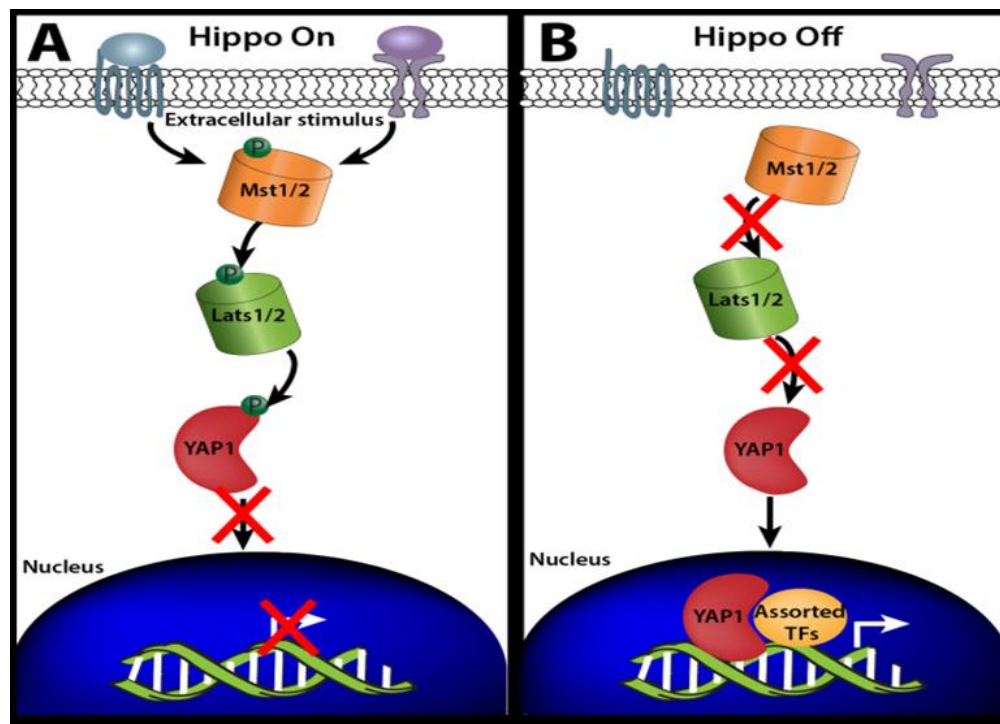 A
Hippo On
Extracellular stimulus
P
Mst1/2
P
Lats1/2
P
YAP1
Nucleus
B
Hippo Off
Mst1/2
Lats1/2
YAP1
Nucleus
YAP1
Assorted
TFs